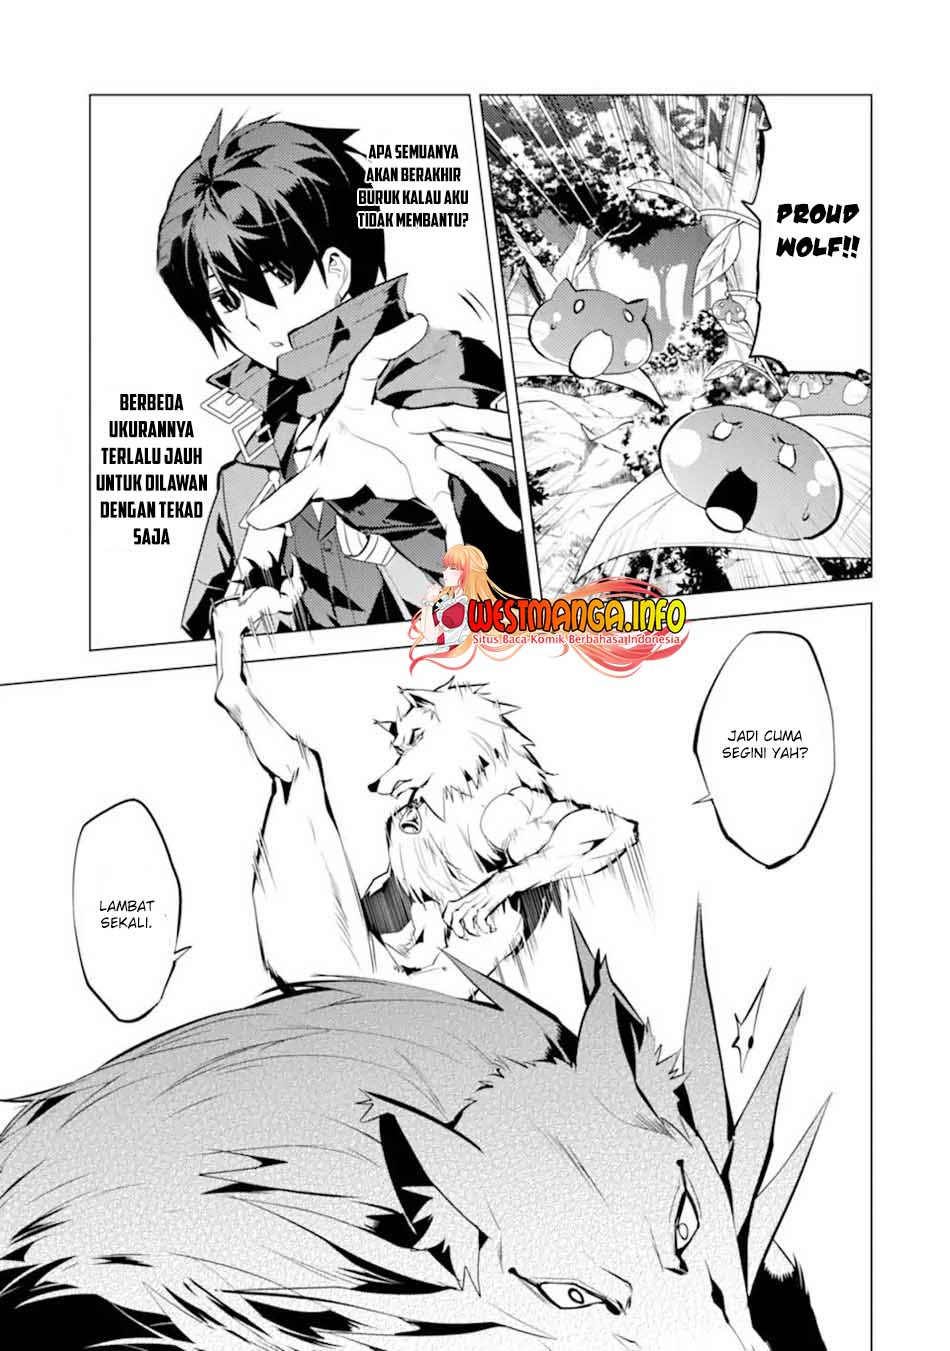 PROUD
WOLF!!
APA SEMUANYA
AKAN BERAKHIR
BURUK KALAU AKU
TIDAK MEMBANTU?
BERBEDA
UKURANNYA
TERLALU JAUH
UNTUK DILAWAN
DENGAN TEKAD
SAJA
WESTMANGA.INFO
Situs Baca Komik Berbahasa Indonesia
JADI CUMA
SEGINI YAH?
LAMBAT
SEKALI.